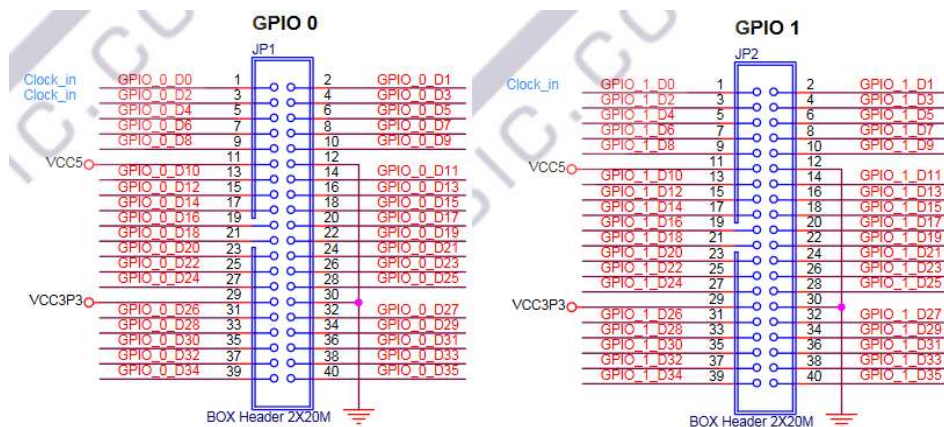 GPIO 0
JP1
Clock_in GPIO_0_D0 1 2 GPIO_0_D1
Clock_in GPIO_0_D2 3 4 GPIO_0_D3
GPIO_0_D4 5 6 GPIO_0_D5
GPIO_0_D6 7 8 GPIO_0_D7
GPIO_0_D8 9 10 GPIO_0_D9
VCC5 11 12
GPIO_0_D10 13 14 GPIO_0_D11
GPIO_0_D12 15 16 GPIO_0_D13
GPIO_0_D14 17 18 GPIO_0_D15
GPIO_0_D16 19 20 GPIO_0_D17
GPIO_0_D18 21 22 GPIO_0_D19
GPIO_0_D20 23 24 GPIO_0_D21
GPIO_0_D22 25 26 GPIO_0_D23
GPIO_0_D24 27 28 GPIO_0_D25
VCC3P3 29 30
GPIO_0_D26 31 32 GPIO_0_D27
GPIO_0_D28 33 34 GPIO_0_D29
GPIO_0_D30 35 36 GPIO_0_D31
GPIO_0_D32 37 38 GPIO_0_D33
GPIO_0_D34 39 40 GPIO_0_D35
BOX Header 2X20M
GPIO 1
JP2
Clock_in GPIO_1_D0 1 2 GPIO_1_D1
GPIO_1_D2 3 4 GPIO_1_D3
GPIO_1_D4 5 6 GPIO_1_D5
GPIO_1_D6 7 8 GPIO_1_D7
GPIO_1_D8 9 10 GPIO_1_D9
VCC5 11 12
GPIO_1_D10 13 14 GPIO_1_D11
GPIO_1_D12 15 16 GPIO_1_D13
GPIO_1_D14 17 18 GPIO_1_D15
GPIO_1_D16 19 20 GPIO_1_D17
GPIO_1_D18 21 22 GPIO_1_D19
GPIO_1_D20 23 24 GPIO_1_D21
GPIO_1_D22 25 26 GPIO_1_D23
GPIO_1_D24 27 28 GPIO_1_D25
VCC3P3 29 30
GPIO_1_D26 31 32 GPIO_1_D27
GPIO_1_D28 33 34 GPIO_1_D29
GPIO_1_D30 35 36 GPIO_1_D31
GPIO_1_D32 37 38 GPIO_1_D33
GPIO_1_D34 39 40 GPIO_1_D35
BOX Header 2X20M